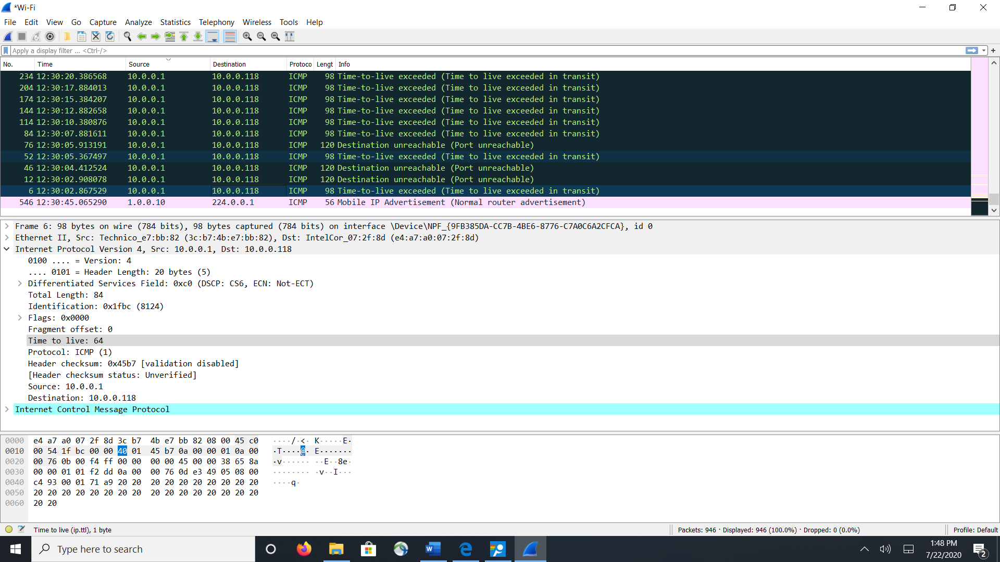 *Wi-Fi
File Edit View Go Capture Analyze Statistics Telephony Wireless Tools Help
Apply a display filter ... <Ctrl-/>
No. Time Source Destination Protoco Lengt Info
234 12:30:20.386568 10.0.0.1 10.0.0.118 ICMP 98 Time-to-live exceeded (Time to live exceeded in transit)
204 12:30:17.884013 10.0.0.1 10.0.0.118 ICMP 98 Time-to-live exceeded (Time to live exceeded in transit)
174 12:30:15.384207 10.0.0.1 10.0.0.118 ICMP 98 Time-to-live exceeded (Time to live exceeded in transit)
144 12:30:12.882658 10.0.0.1 10.0.0.118 ICMP 98 Time-to-live exceeded (Time to live exceeded in transit)
114 12:30:10.380876 10.0.0.1 10.0.0.118 ICMP 98 Time-to-live exceeded (Time to live exceeded in transit)
84 12:30:07.881611 10.0.0.1 10.0.0.118 ICMP 98 Time-to-live exceeded (Time to live exceeded in transit)
76 12:30:05.913191 10.0.0.1 10.0.0.118 ICMP 120 Destination unreachable (Port unreachable)
52 12:30:05.367497 10.0.0.1 10.0.0.118 ICMP 98 Time-to-live exceeded (Time to live exceeded in transit)
46 12:30:04.412524 10.0.0.1 10.0.0.118 ICMP 120 Destination unreachable (Port unreachable)
12 12:30:02.908078 10.0.0.1 10.0.0.118 ICMP 120 Destination unreachable (Port unreachable)
6 12:30:02.867529 10.0.0.1 10.0.0.118 ICMP 98 Time-to-live exceeded (Time to live exceeded in transit)
546 12:30:45.065290 1.0.0.10 224.0.0.1 ICMP 56 Mobile IP Advertisement (Normal router advertisement)
Frame 6: 98 bytes on wire (784 bits), 98 bytes captured (784 bits) on interface \Device\NPF_{9FB385DA-CC7B-4BE6-8776-C7A0C6A2CFCA}, id 0
Ethernet II, Src: Technico_e7:bb:82 (3c:b7:4b:e7:bb:82), Dst: IntelCor_07:2f:8d (e4:a7:a0:07:2f:8d)
Internet Protocol Version 4, Src: 10.0.0.1, Dst: 10.0.0.118
0100 .... = Version: 4
.... 0101 = Header Length: 20 bytes (5)
Differentiated Services Field: 0xc0 (DSCP: CS6, ECN: Not-ECT)
Total Length: 84
Identification: 0x1fbc (8124)
Flags: 0x0000
Fragment offset: 0
Time to live: 64
Protocol: ICMP (1)
Header checksum: 0x45b7 [validation disabled]
[Header checksum status: Unverified]
Source: 10.0.0.1
Destination: 10.0.0.118
Internet Control Message Protocol
0000 e4 a7 a0 07 2f 8d 3c b7 4b e7 bb 82 08 00 45 c0 ····/·<· K·····E·
0010 00 54 1f bc 00 00 40 01 45 b7 0a 00 00 01 0a 00 ·T····@· E·······
0020 00 76 0b 00 f4 ff 00 00 00 00 45 00 00 38 65 8a ·v······ ··E··8e·
0030 00 00 01 01 f2 dd 0a 00 00 76 0d e3 49 05 08 00 ········ ·v··I···
0040 c4 93 00 01 71 a9 20 20 20 20 20 20 20 20 20 20 ····q·
0050 20 20 20 20 20 20 20 20 20 20 20 20 20 20 20 20
0060 20 20
Time to live (ip.ttl), 1 byte
Packets: 946 · Displayed: 946 (100.0%) · Dropped: 0 (0.0%)
Profile: Default
Type here to search
1:48 PM
7/22/2020
2